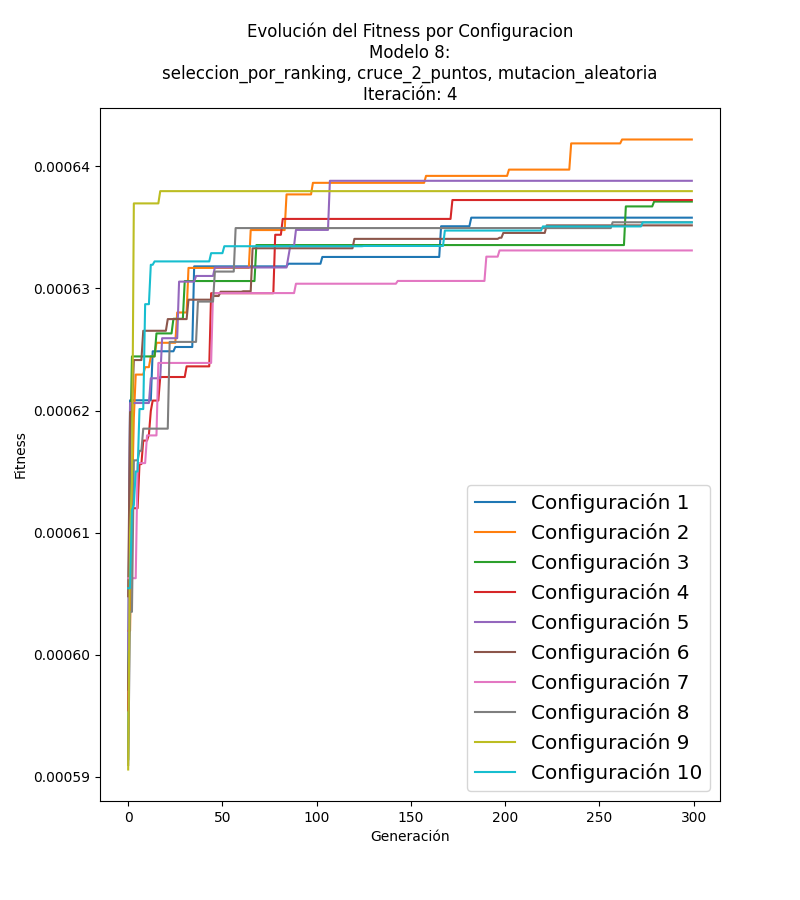 Evolución del Fitness por Configuracion
Modelo 8:
seleccion_por_ranking, cruce_2_puntos, mutacion_aleatoria
Iteración: 4
0.00064
0.00063
0.00062
0.00061
0.00060
0.00059
Fitness
0
50
100
150
200
250
300
Generación
Configuración 1
Configuración 2
Configuración 3
Configuración 4
Configuración 5
Configuración 6
Configuración 7
Configuración 8
Configuración 9
Configuración 10